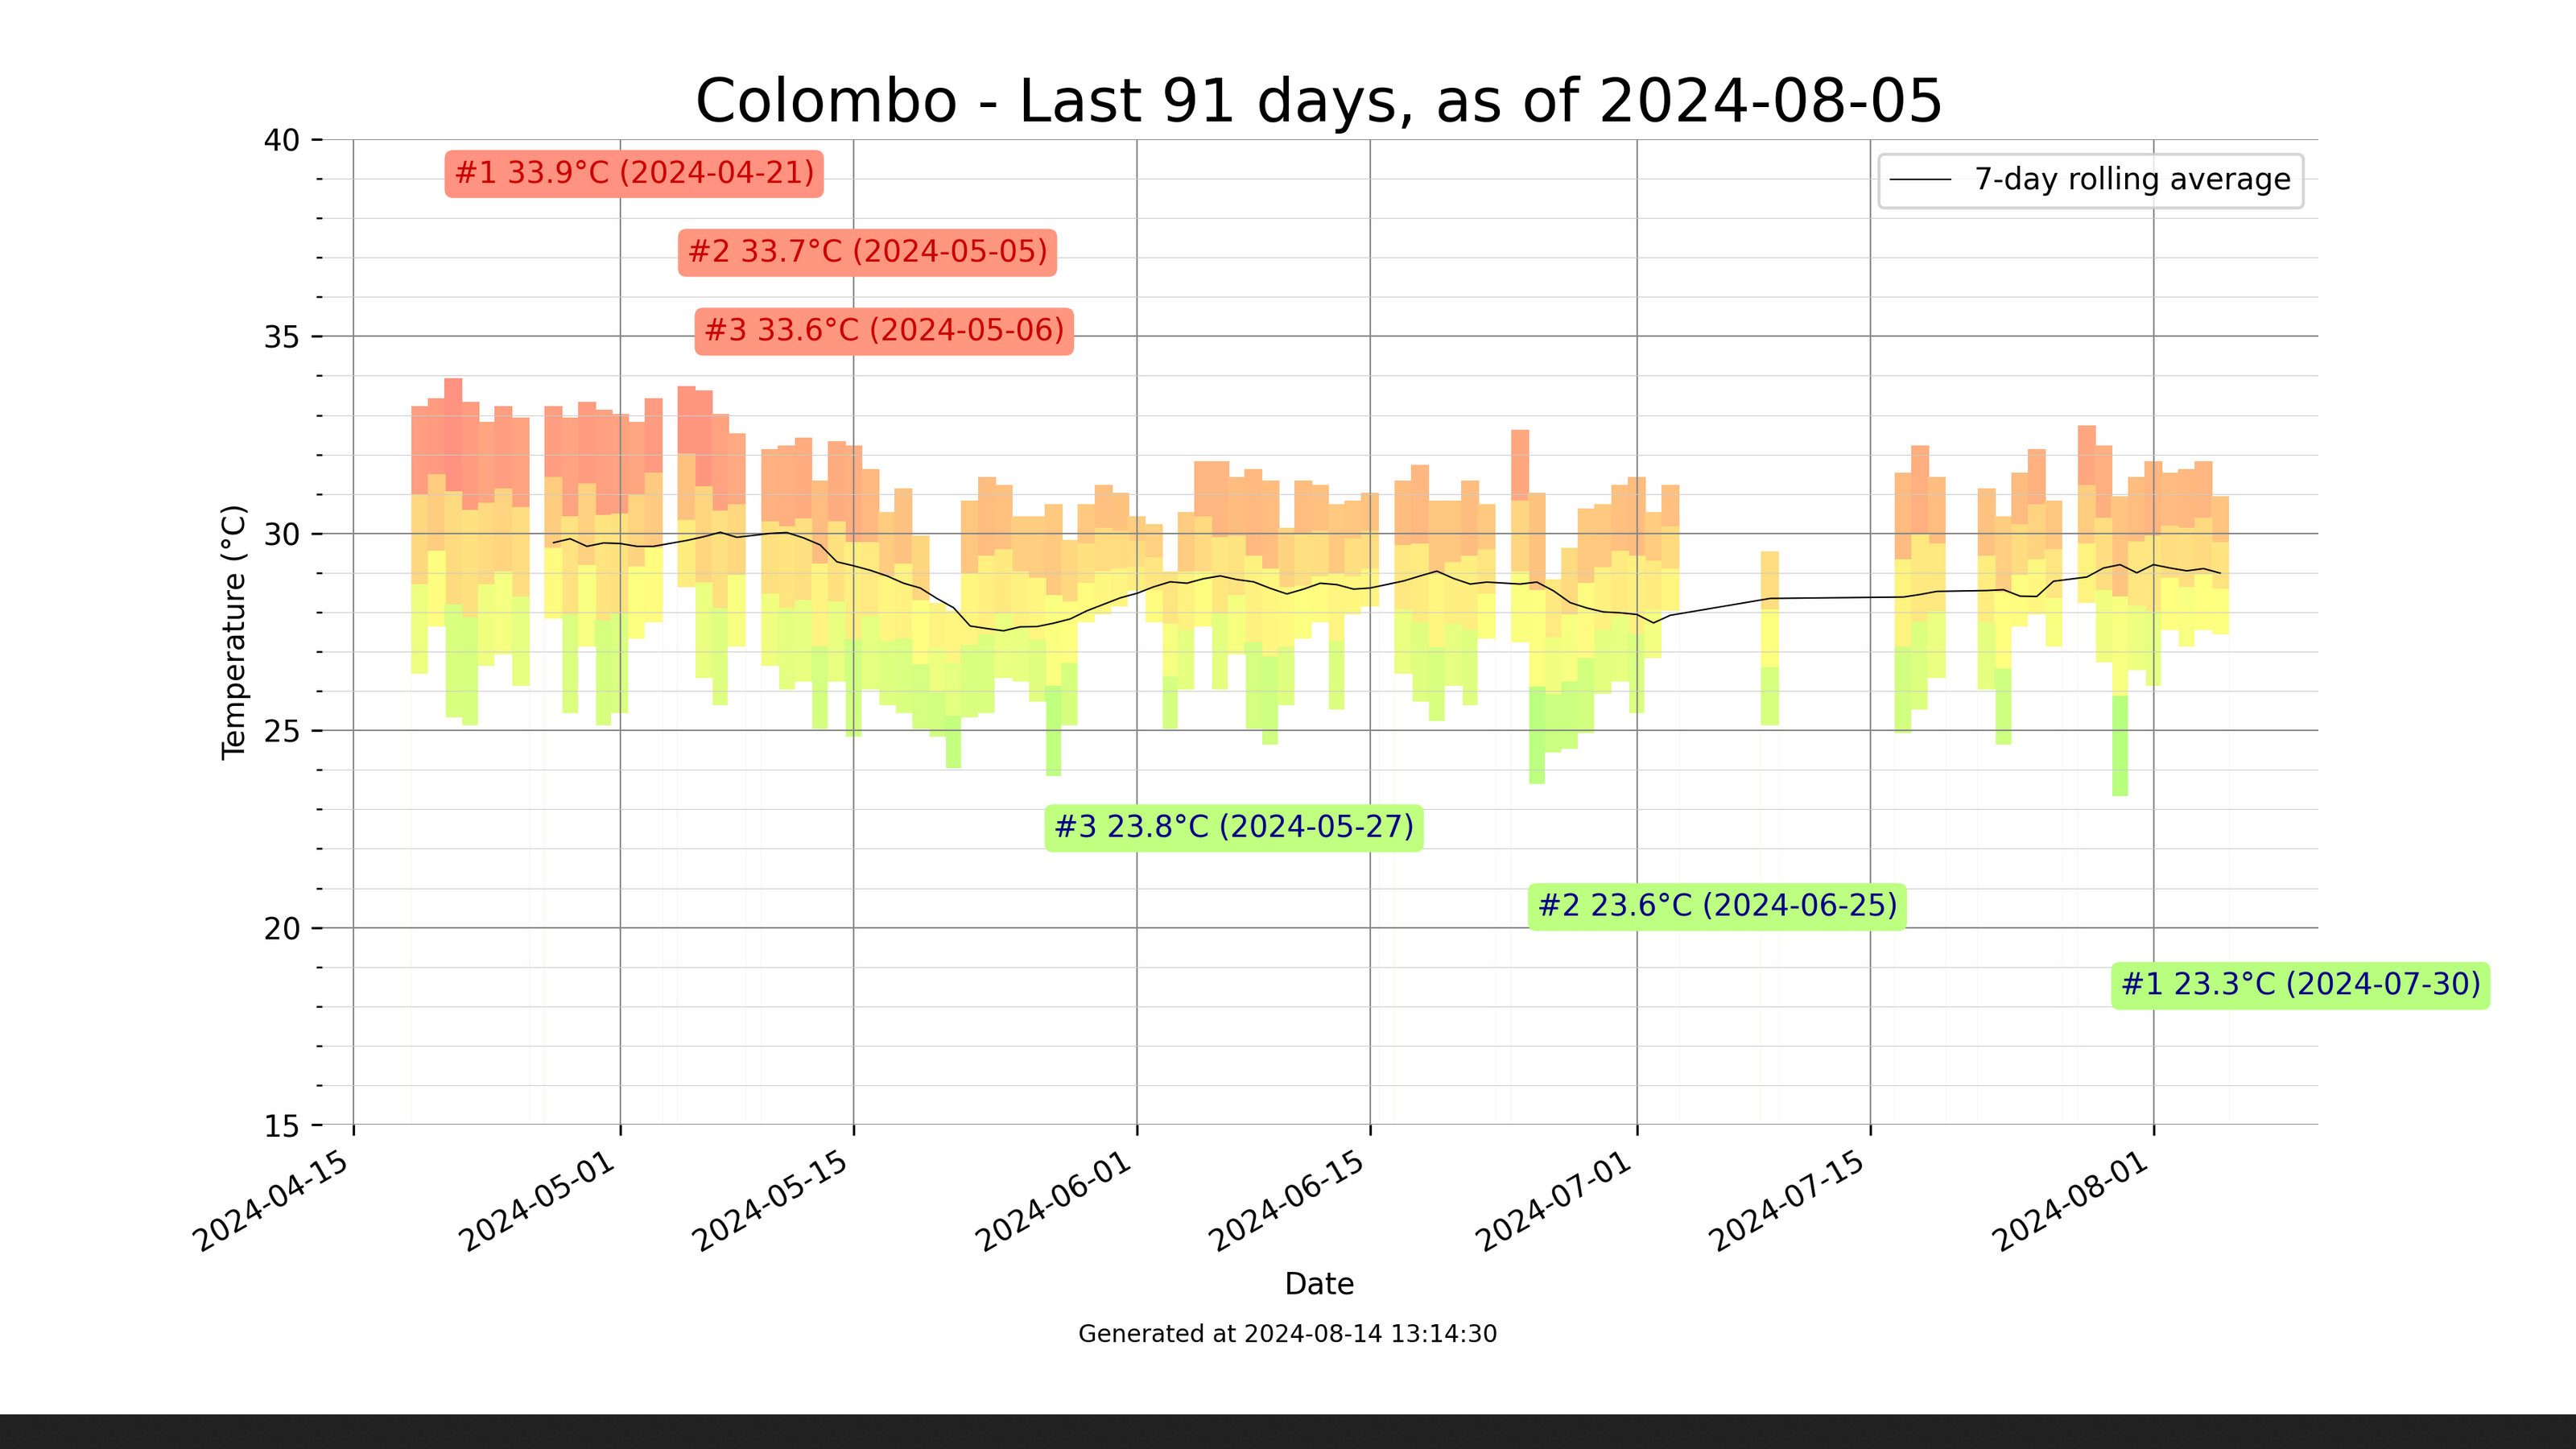 Colombo - Last 91 days, as of 2024-08-05
40
#1 33.9°C (2024-04-21)
7-day rolling average
#2 33.7°C (2024-05-05)
#3 33.6°C (2024-05-06)
35
30
Temperature (°C)
25
#3 23.8°C (2024-05-27)
#2 23.6°C (2024-06-25)
20
#1 23.3°C (2024-07-30)
15
2024-04-15
2024-05-01
2024-05-15
2024-06-01
2024-06-15
2024-07-01
2024-07-15
2024-08-01
Date
Generated at 2024-08-14 13:14:30